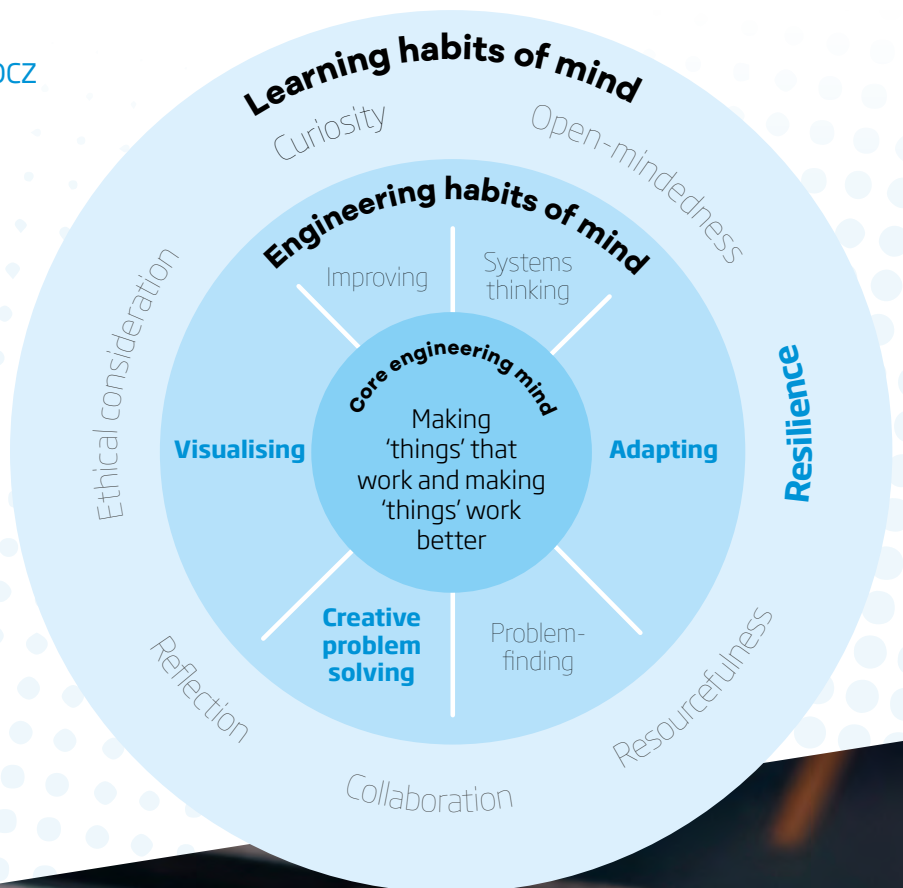 Learning habits of mind
Curiosity
Open-mindedness
Ethical consideration
Resilience
Reflection
Resourcefulness
Collaboration
Engineering habits of mind
Improving
Systems
thinking
Visualising
Adapting
Creative
problem
solving
Problem-
finding
Core engineering mind
Making
‘things’ that
work and making
‘things’ work
better